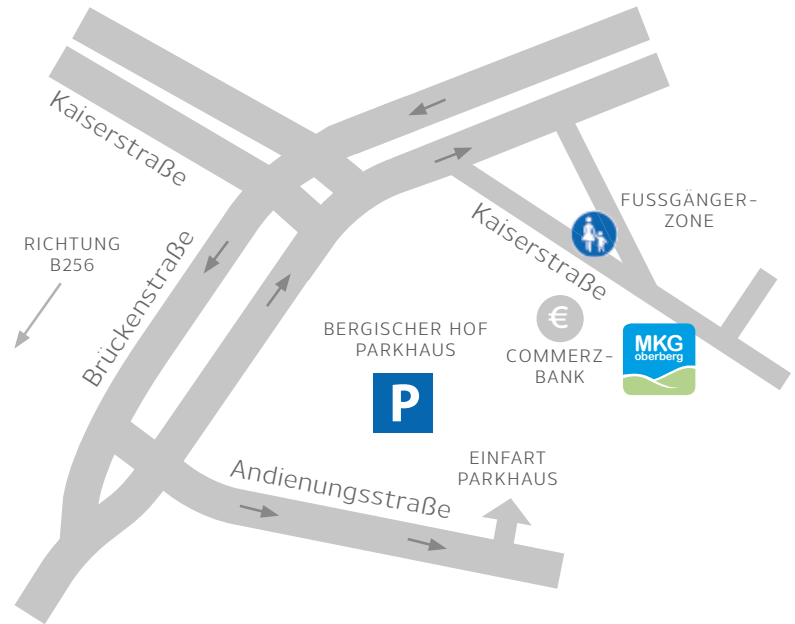 Kaiserstraße
FUSSGÄNGER-
ZONE
Kaiserstraße
RICHTUNG
B256
Brückenstraße
BERGISCHER HOF
PARKHAUS
P
€
COMMERZ-
BANK
MKG
oberberg
Andienungsstraße
EINFART
PARKHAUS